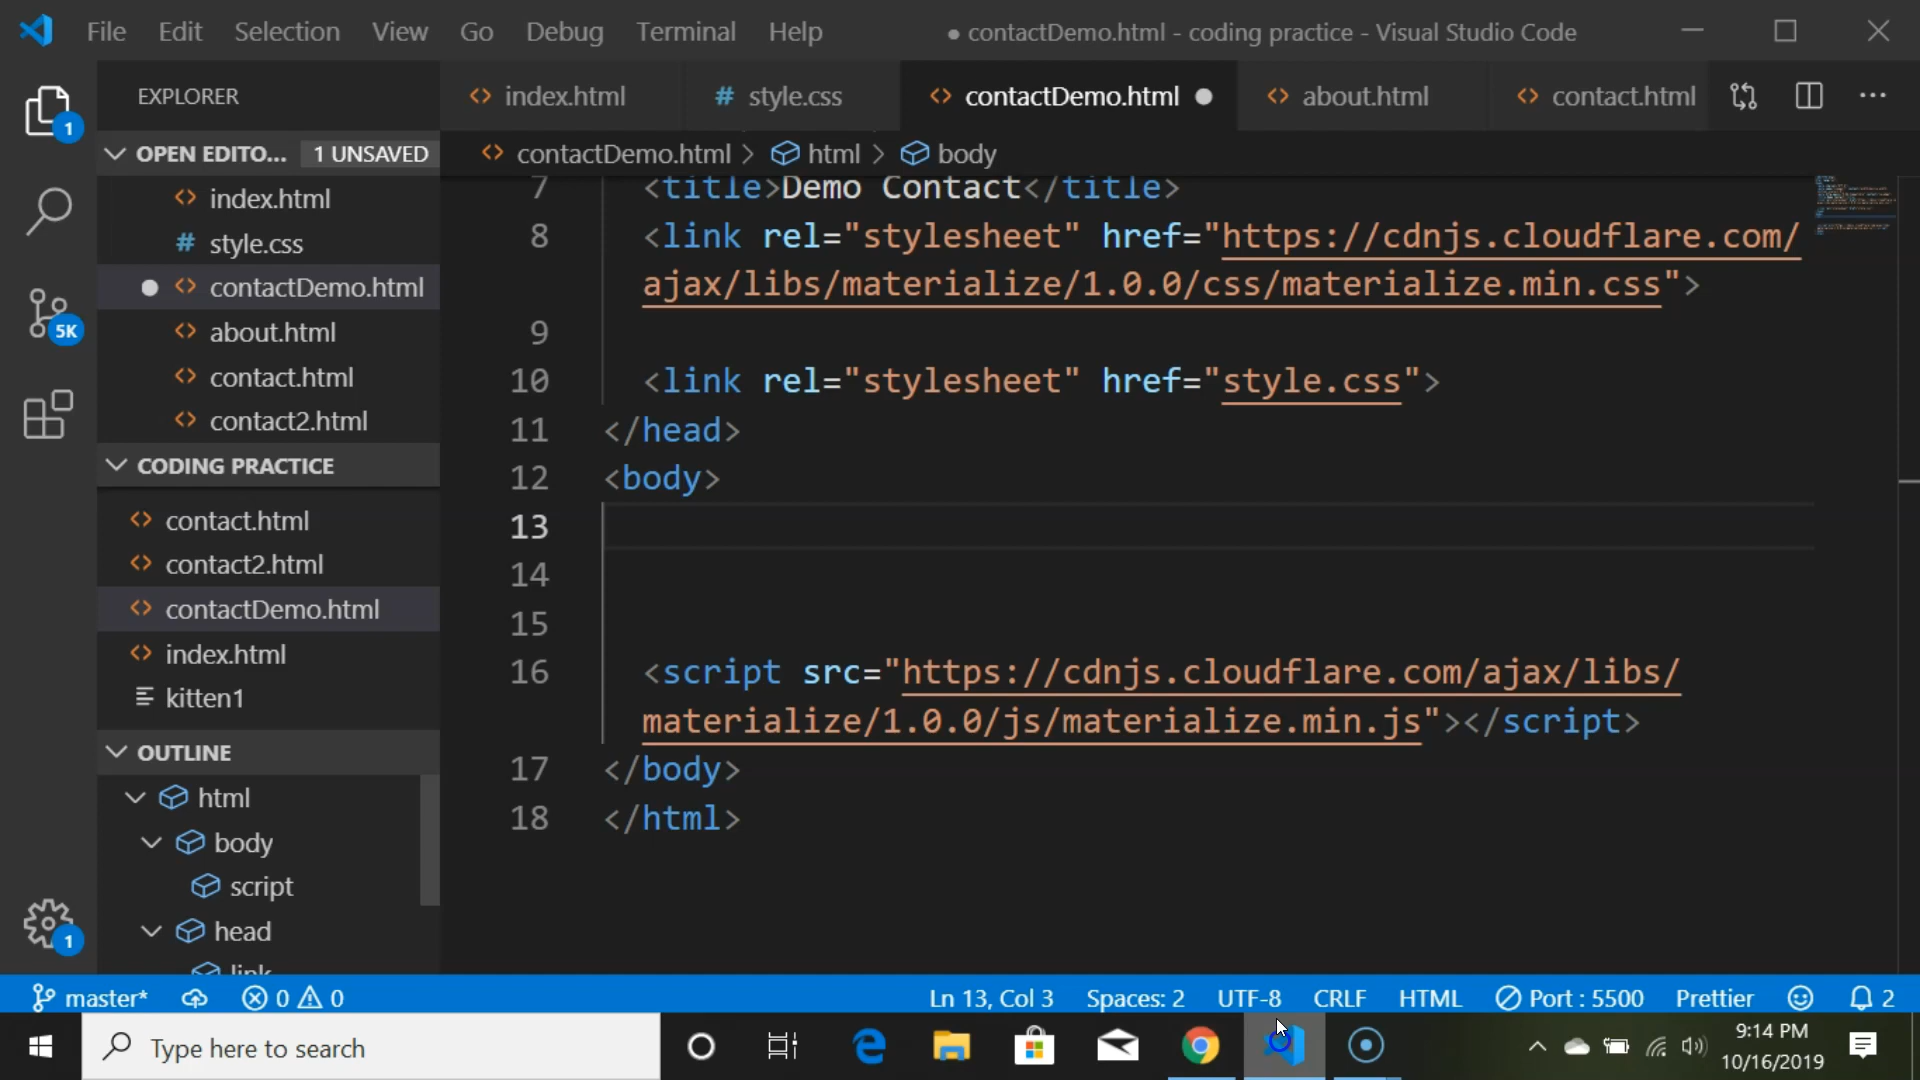 File Edit Selection View Go Debug Terminal Help
● contactDemo.html - coding practice - Visual Studio Code
EXPLORER
1
OPEN EDITO... 1 UNSAVED
index.html
style.css
contactDemo.html
about.html
contact.html
contact2.html
5K
CODING PRACTICE
contact.html
contact2.html
contactDemo.html
index.html
kitten1
OUTLINE
html
body
script
head
link
1
index.html # style.css contactDemo.html ● about.html contact.html ...
contactDemo.html > html > body
7 <title>Demo Contact</title>
8 <link rel="stylesheet" href="https://cdnjs.cloudflare.com/
ajax/libs/materialize/1.0.0/css/materialize.min.css">
9
10 <link rel="stylesheet" href="style.css">
11 </head>
12 <body>
13
14
15
16 <script src="https://cdnjs.cloudflare.com/ajax/libs/
materialize/1.0.0/js/materialize.min.js"></script>
17 </body>
18 </html>
master* 0 0 Ln 13, Col 3 Spaces: 2 UTF-8 CRLF HTML Port : 5500 Prettier 2
Type here to search
9:14 PM
10/16/2019